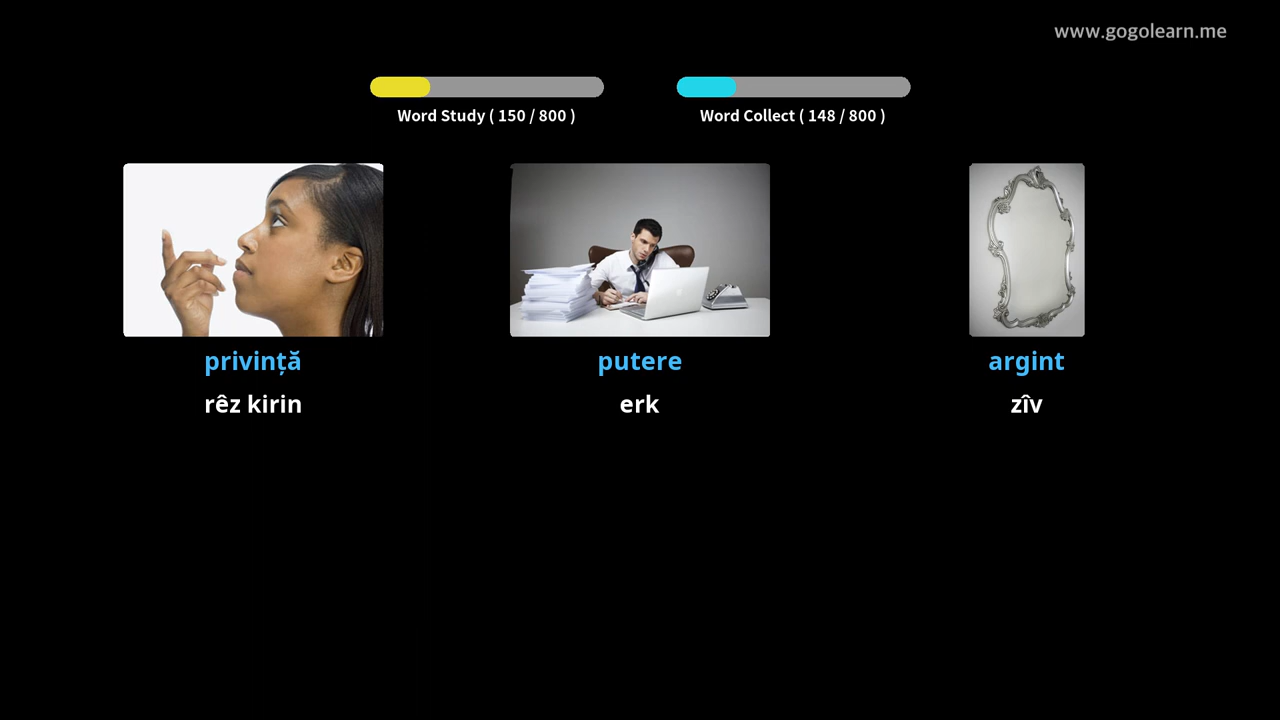 www.gogolearn.me
Word Study ( 150 / 800 )
Word Collect ( 148 / 800 )
privință
putere
argint
rêz kirin
erk
zîv